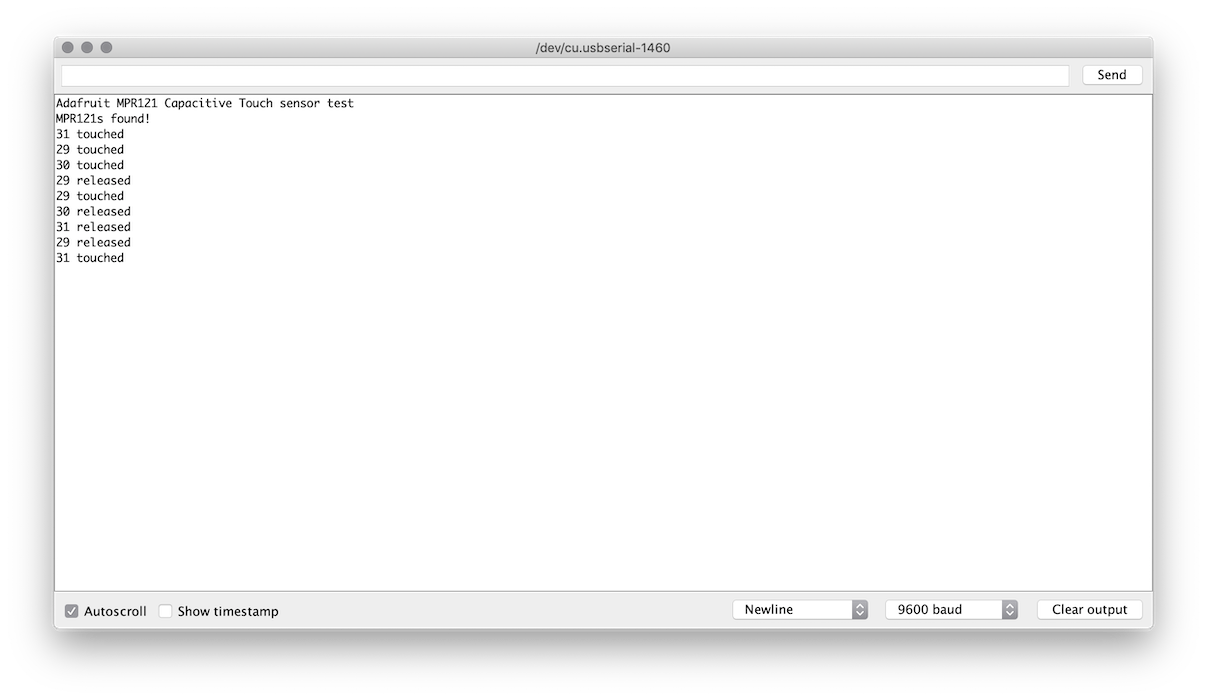 /dev/cu.usbserial-1460
Send
Adafruit MPR121 Capacitive Touch sensor test
MPR121s found!
31 touched
29 touched
30 touched
29 released
29 touched
30 released
31 released
29 released
31 touched
Autoscroll Show timestamp Newline 9600 baud Clear output